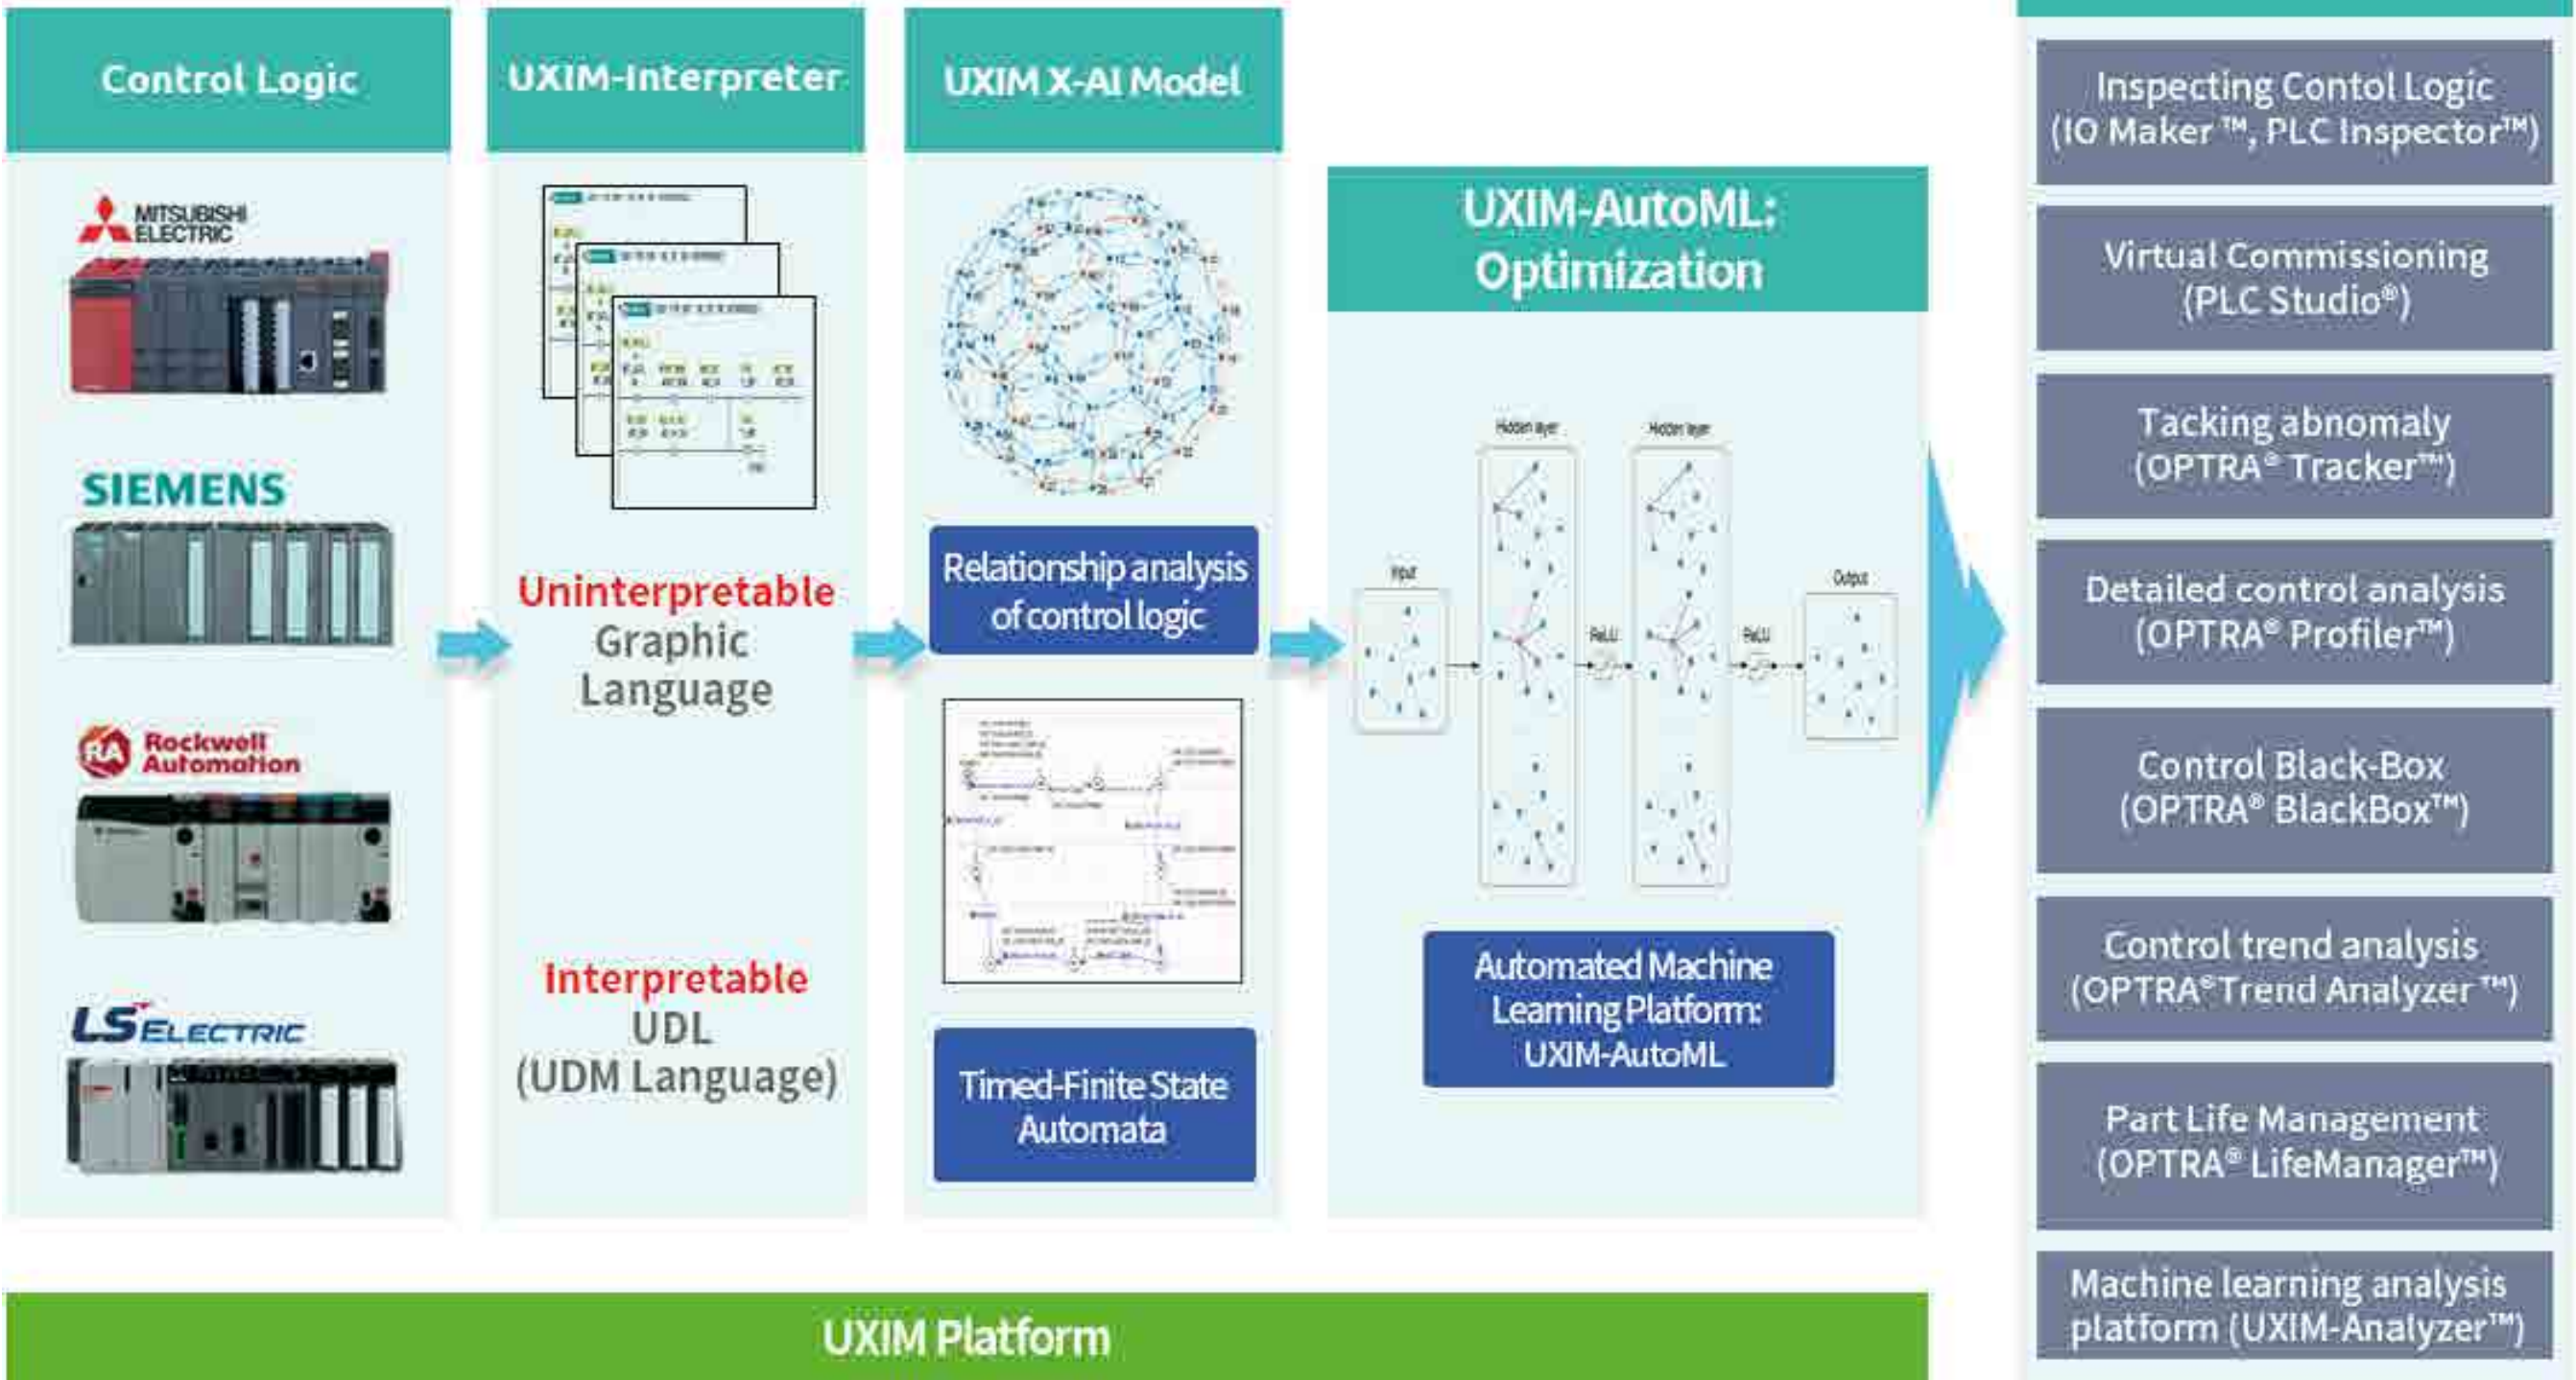 Control Logic
MITSUBISHI
ELECTRIC
SIEMENS
RA
Rockwell
Automation
LS ELECTRIC
UXIM-Interpreter
Uninterpretable
Graphic
Language
Interpretable
UDL
(UDM Language)
UXIM X-AI Model
Relationship analysis
of control logic
Timed-Finite State
Automata
UXIM-AutoML:
Optimization
Hidden layer
Hidden layer
Input
Output
ReLU
ReLU
Automated Machine
Learning Platform:
UXIM-AutoML
Inspecting Contol Logic
(IO Maker ™, PLC Inspector™)
Virtual Commissioning
(PLC Studio®)
Tacking abnomaly
(OPTRA® Tracker™)
Detailed control analysis
(OPTRA® Profiler™)
Control Black-Box
(OPTRA® BlackBox™)
Control trend analysis
(OPTRA®Trend Analyzer ™)
Part Life Management
(OPTRA® LifeManager™)
Machine learning analysis
platform (UXIM-Analyzer™)
UXIM Platform